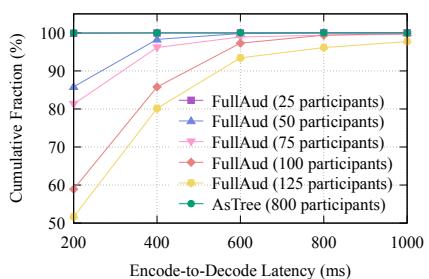 100
90
80
70
60
50
Cumulative Fraction (%)
FullAud (25 participants)
FullAud (50 participants)
FullAud (75 participants)
FullAud (100 participants)
FullAud (125 participants)
AsTree (800 participants)
200 400 600 800 1000
Encode-to-Decode Latency (ms)